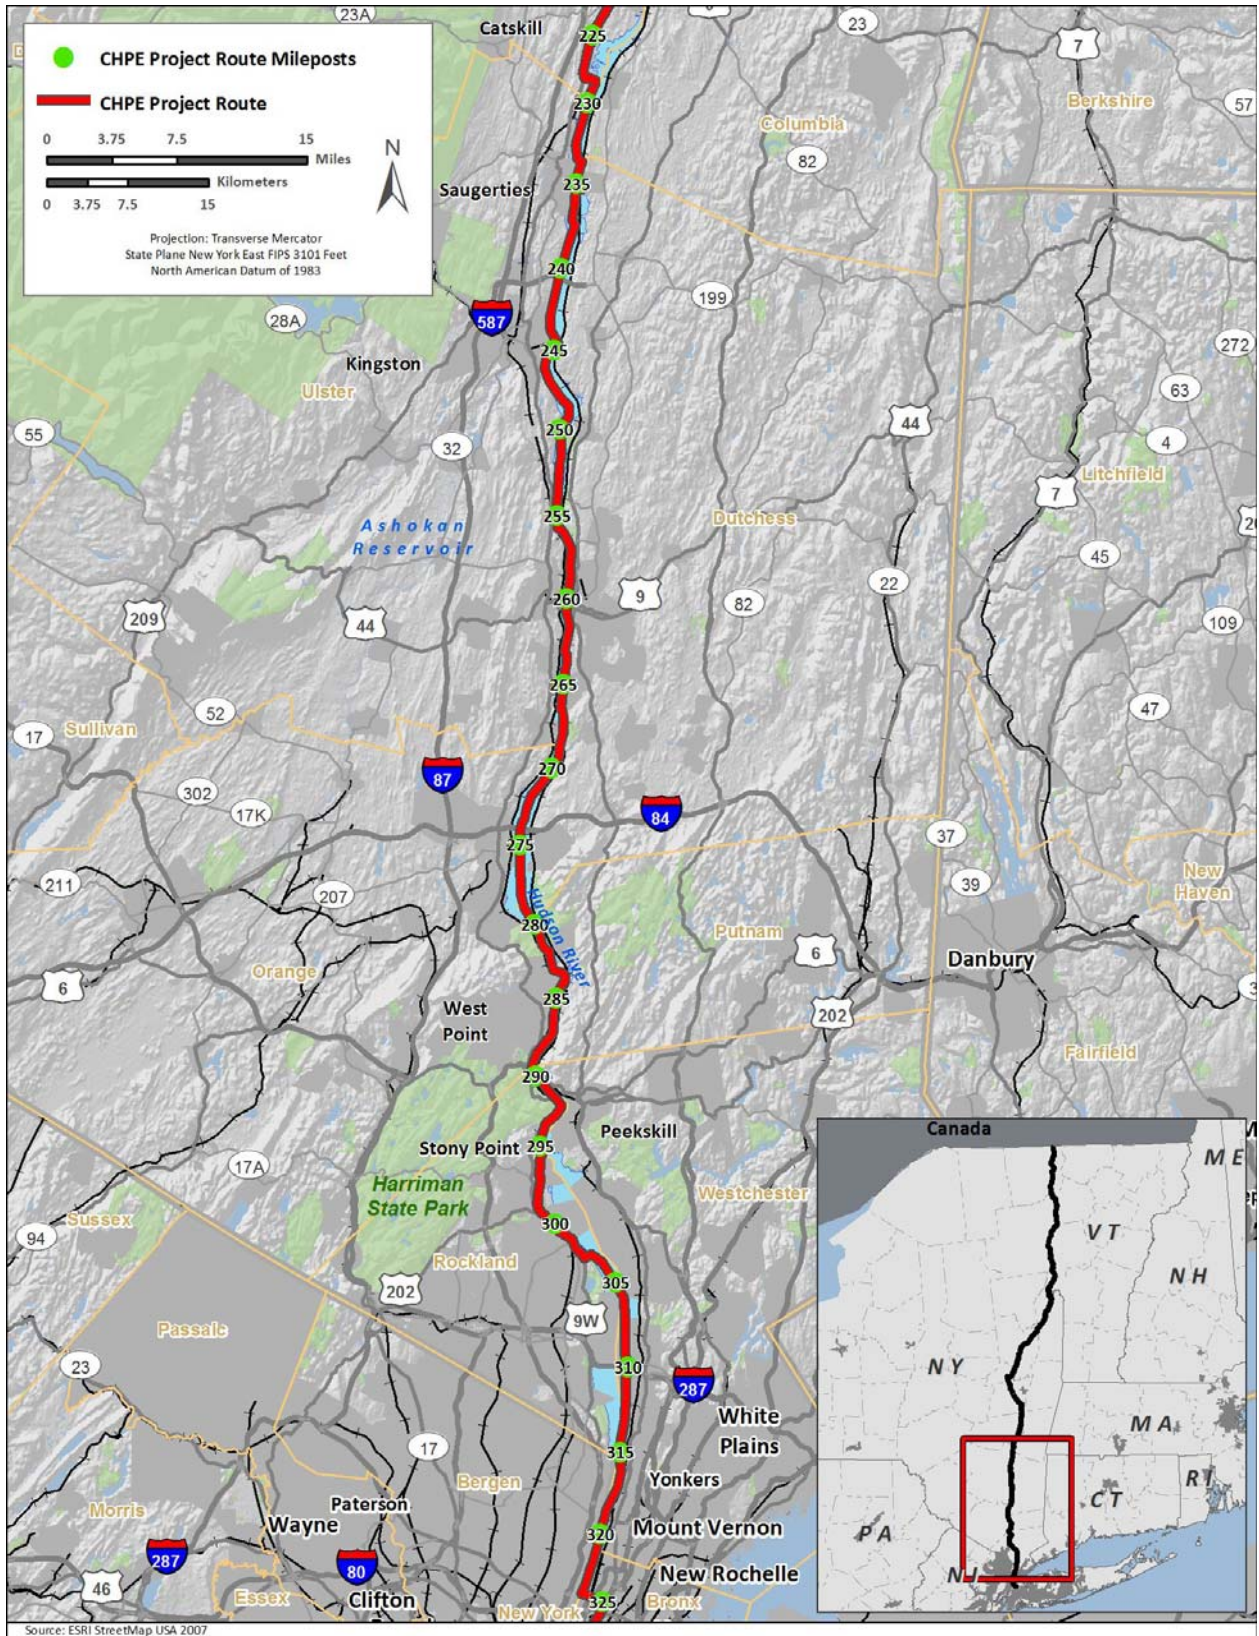 CHPE Project Route Mileposts
CHPE Project Route
0 3.75 7.5 15
Miles
Kilometers
0 3.75 7.5 15
N
Projection: Transverse Mercator
State Plane New York East FIPS 3101 Feet
North American Datum of 1983
23A
Catskill
225
23
7
Berkshire
57
230
Columbia
82
Saugerties
235
240
199
28A
587
Kingston
245
272
Ulster
63
55
32
250
44
4
Litchfield
7
Ashokan
Reservoir
255
Dutchess
45
22
260
9
82
209
44
109
265
52
47
Sullivan
17
270
87
302
17K
84
275
37
211
207
39
New
Haven
Hudson River
280
Putnam
6
Danbury
Orange
6
285
West
Point
202
Fairfield
290
Peekskill
Stony Point
295
17A
Harriman
State Park
Westchester
Sussex
94
300
Rockland
305
202
9W
Passaic
23
310
287
White
Plains
17
315
Yonkers
Bergen
Morris
Paterson
Wayne
320
Mount Vernon
287
80
New Rochelle
46
Essex
Clifton
New York
325
Bronx
Canada
ME
VT
NH
NY
MA
RI
CT
PA
NJ
Source: ESRI StreetMap USA 2007